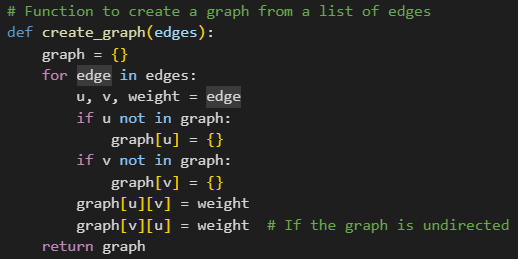 # Function to create a graph from a list of edges
def create_graph(edges):
    graph = {}
    for edge in edges:
        u, v, weight = edge
        if u not in graph:
            graph[u] = {}
        if v not in graph:
            graph[v] = {}
        graph[u][v] = weight
        graph[v][u] = weight  # If the graph is undirected
    return graph